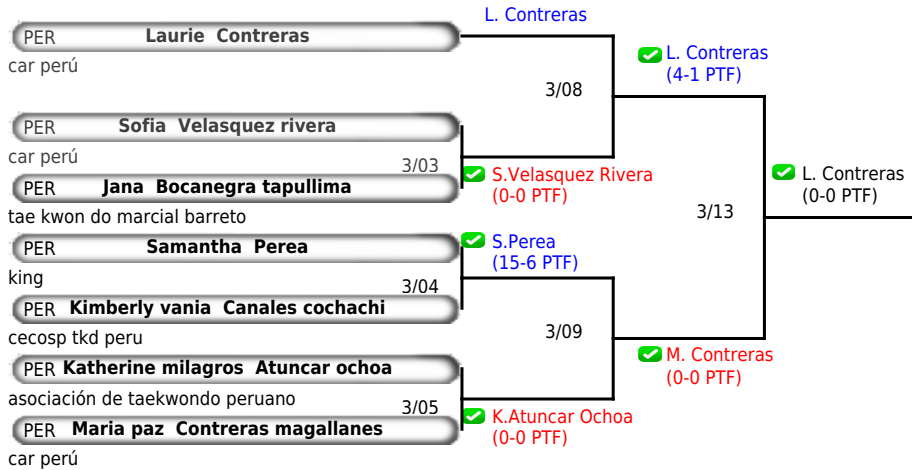 PER Laurie Contreras
car perú
PER Sofia Velasquez rivera
car perú
3/03
PER Jana Bocanegra tapullima
tae kwon do marcial barreto
PER Samantha Perea
king
3/04
PER Kimberly vania Canales cochachi
cecosp tkd peru
PER Katherine milagros Atuncar ochoa
asociación de taekwondo peruano
3/05
PER Maria paz Contreras magallanes
car perú
L. Contreras
3/08
S.Velasquez Rivera
(0-0 PTF)
S.Perea
(15-6 PTF)
3/09
K.Atuncar Ochoa
(0-0 PTF)
L. Contreras
(4-1 PTF)
3/13
M. Contreras
(0-0 PTF)
L. Contreras
(0-0 PTF)